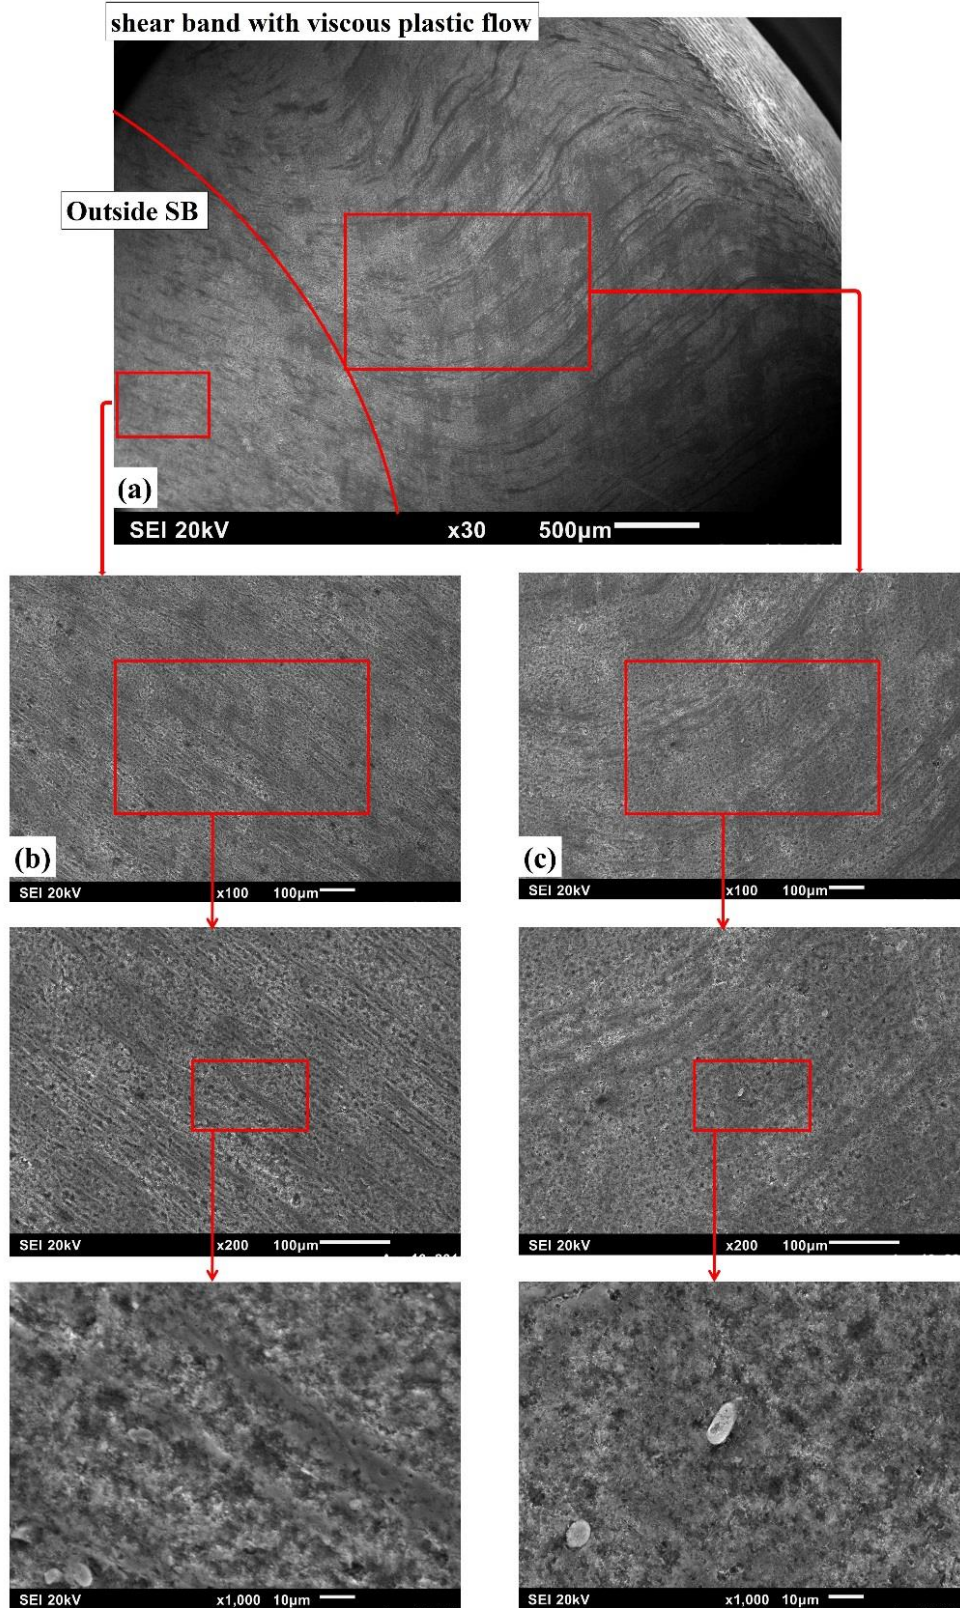 shear band with viscous plastic flow
Outside SB
(a)
SEI 20kV x30 500µm
(b)
SEI 20kV x100 100µm
(c)
SEI 20kV x100 100µm
SEI 20kV x200 100µm
SEI 20kV x200 100µm
SEI 20kV x1,000 10µm
SEI 20kV x1,000 10µm